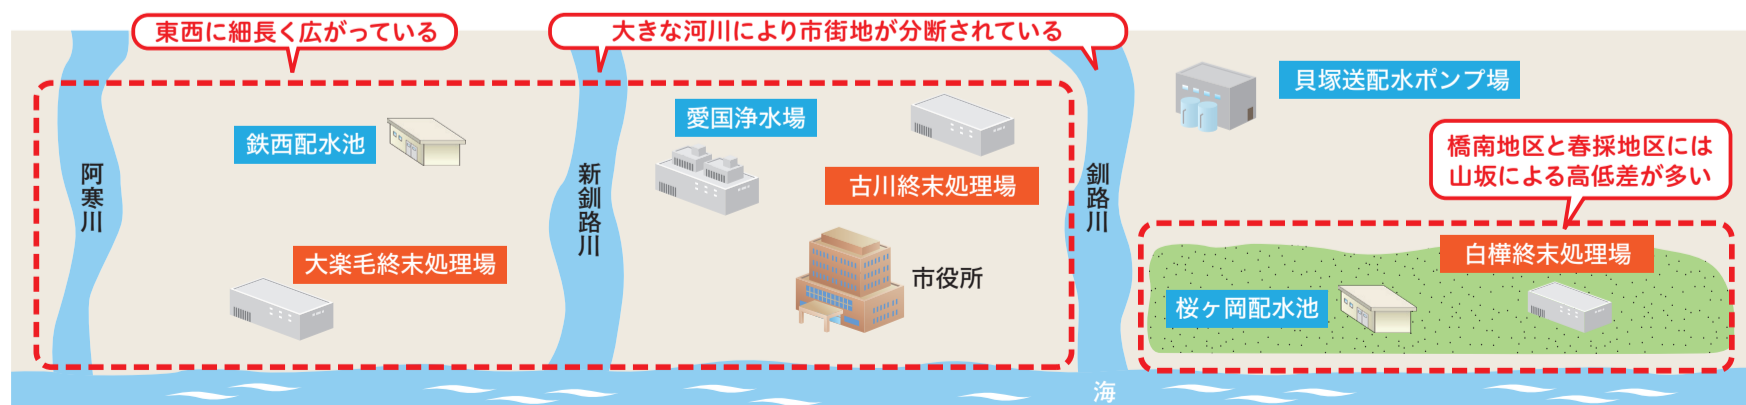 東西に細長く広がっている
大きな河川により市街地が分断されている
貝塚送配水ポンプ場
愛国浄水場
鉄西配水池
橋南地区と春採地区には
山坂による高低差が多い
阿寒川
新釧路川
古川終末処理場
釧路川
大楽毛終末処理場
市役所
白樺終末処理場
桜ヶ岡配水池
海